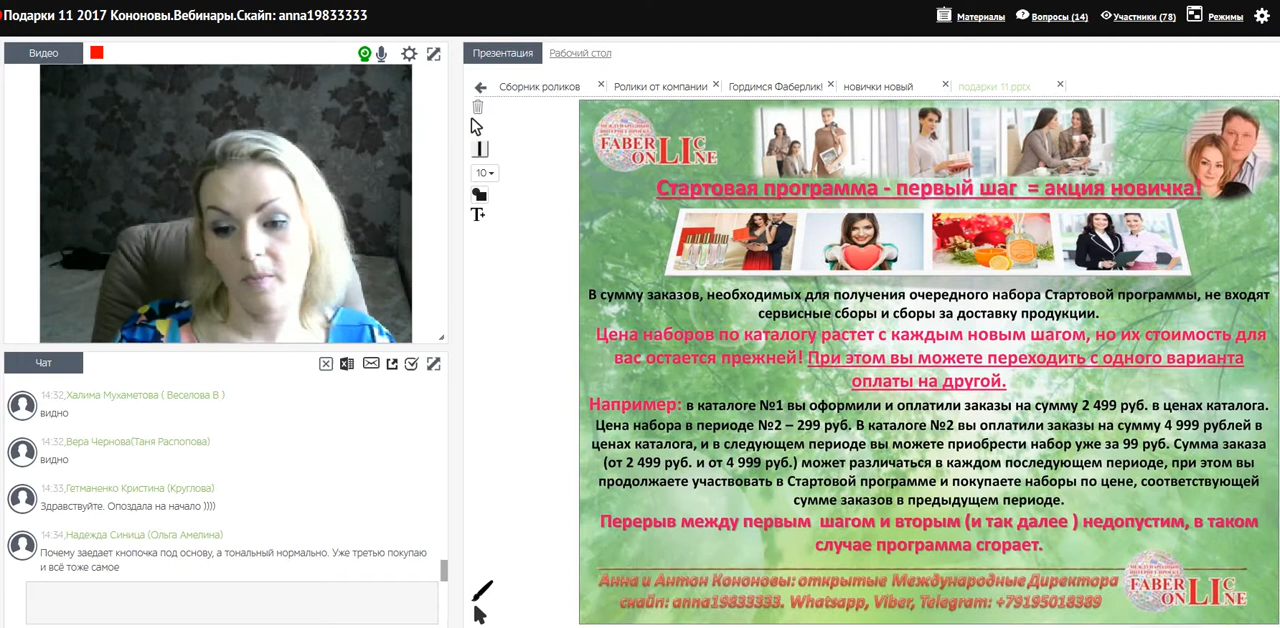 Подарки 11 2017 Кононовы.Вебинары.Скайп: anna19833333
Материалы
Вопросы (14)
Участники (78)
Режимы
Видео
Презентация
Рабочий стол
Сборник роликов
Ролики от компании
Гордимся Фаберлик!
новички новый
подарки 11 pptx
10
T+
МЕЖДУНАРОДНЫЙ
ИНТЕРНЕТ-ПРОЕКТ
FABERLIC
ONLINE
Стартовая программа - первый шаг = акция новичка!
В сумму заказов, необходимых для получения очередного набора Стартовой программы, не входят
сервисные сборы и сборы за доставку продукции.
Цена наборов по каталогу растет с каждым новым шагом, но их стоимость для
вас остается прежней! При этом вы можете переходить с одного варианта
оплаты на другой.
Например: в каталоге №1 вы оформили и оплатили заказы на сумму 2 499 руб. в ценах каталога.
Цена набора в периоде №2 – 299 руб. В каталоге №2 вы оплатили заказы на сумму 4 999 рублей в
ценах каталога, и в следующем периоде вы можете приобрести набор уже за 99 руб. Сумма заказа
(от 2 499 руб. и от 4 999 руб.) может различаться в каждом последующем периоде, при этом вы
продолжаете участвовать в Стартовой программе и покупаете наборы по цене, соответствующей
сумме заказов в предыдущем периоде.
Перерыв между первым шагом и вторым (и так далее ) недопустим, в таком
случае программа сгорает.
Анна и Антон Кононовы: открытые Международные Директора
скайп: anna19833333. Whatsapp, Viber, Telegram: +79195018389
МЕЖДУНАРОДНЫЙ
ИНТЕРНЕТ-ПРОЕКТ
FABERLIC
ONLINE
Чат
14:32,Халима Мухаметова ( Веселова В )
видно
14:32,Вера Чернова(Таня Распопова)
видно
14:33,Гетманенко Кристина (Круглова)
Здравствуйте. Опоздала на начало ))))
14:34,Надежда Синица (Ольга Амелина)
Почему заедает кнопочка под основу, а тональный нормально. Уже третью покупаю
и всё тоже самое